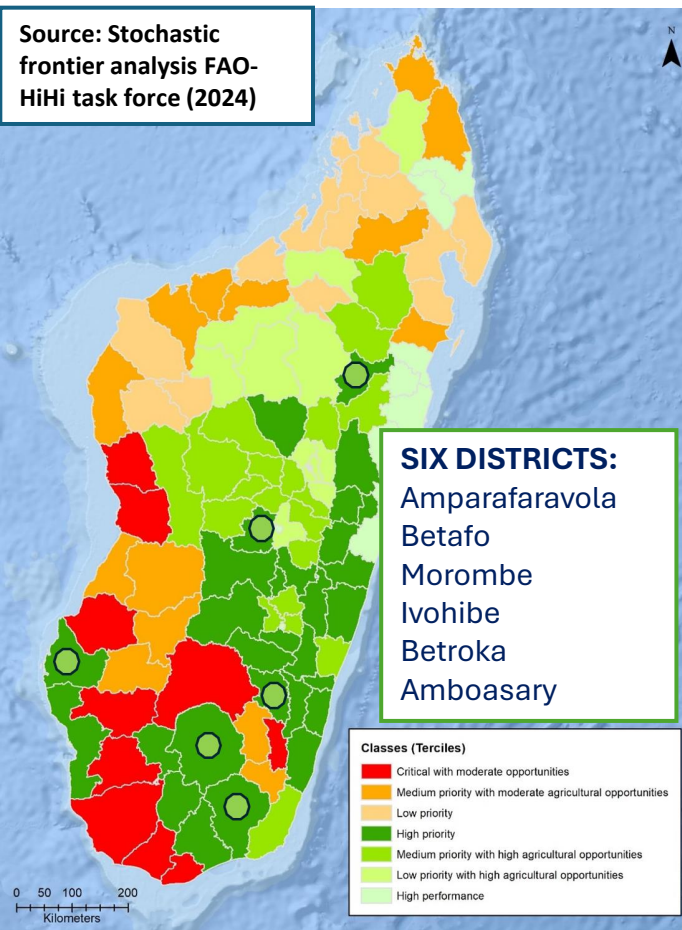 Source: Stochastic
frontier analysis FAO-
HiHi task force (2024)
N
SIX DISTRICTS:
Amparafaravola
Betafo
Morombe
Ivohibe
Betroka
Amboasary
Classes (Terciles)
Critical with moderate opportunities
Medium priority with moderate agricultural opportunities
Low priority
High priority
Medium priority with high agricultural opportunities
Low priority with high agricultural opportunities
High performance
0 50 100 200
Kilometers